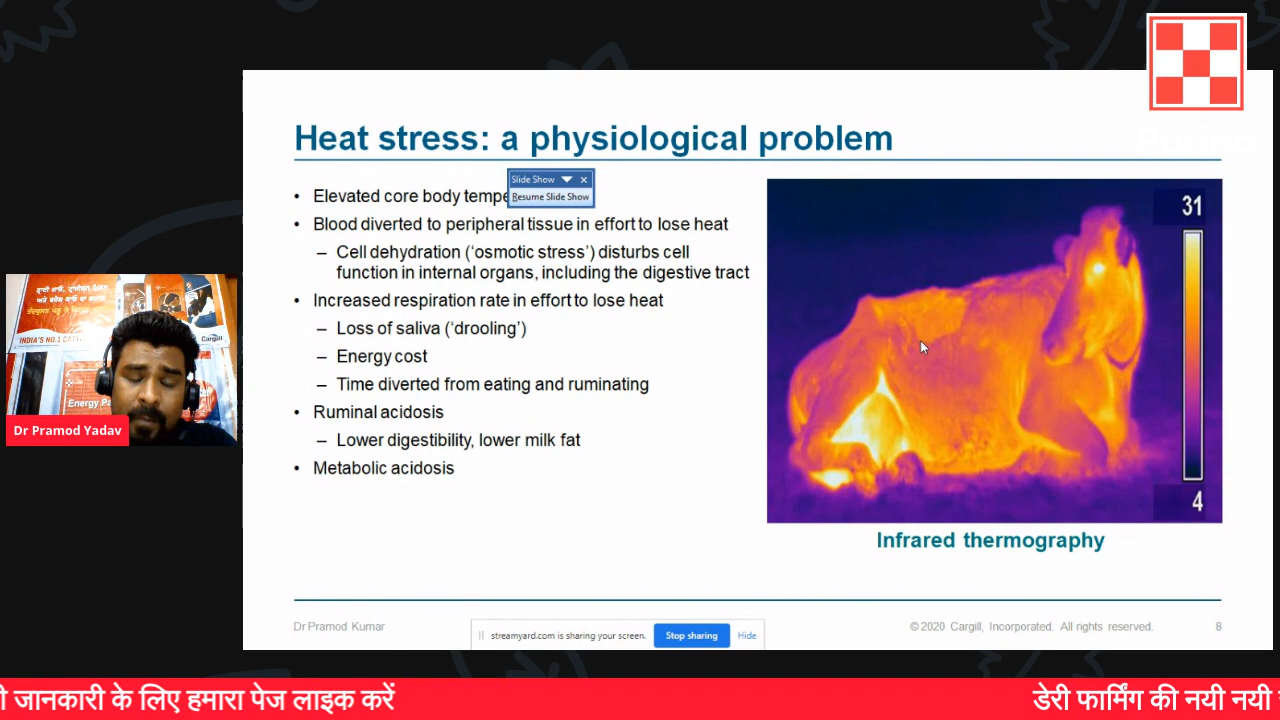 Heat stress: a physiological problem
Slide Show
Resume Slide Show
• Elevated core body tempe
• Blood diverted to peripheral tissue in effort to lose heat
– Cell dehydration (‘osmotic stress’) disturbs cell
function in internal organs, including the digestive tract
• Increased respiration rate in effort to lose heat
– Loss of saliva (‘drooling’)
– Energy cost
– Time diverted from eating and ruminating
• Ruminal acidosis
– Lower digestibility, lower milk fat
• Metabolic acidosis
31
4
Infrared thermography
INDIA'S NO.1 CAT
Cargill
Energy Pa
Dr Pramod Yadav
Dr Pramod Kumar
© 2020 Cargill, Incorporated. All rights reserved.
8
streamyard.com is sharing your screen.
Stop sharing
Hide
ी जानकारी के लिए हमारा पेज लाइक करें
डेरी फार्मिंग की नयी नयी